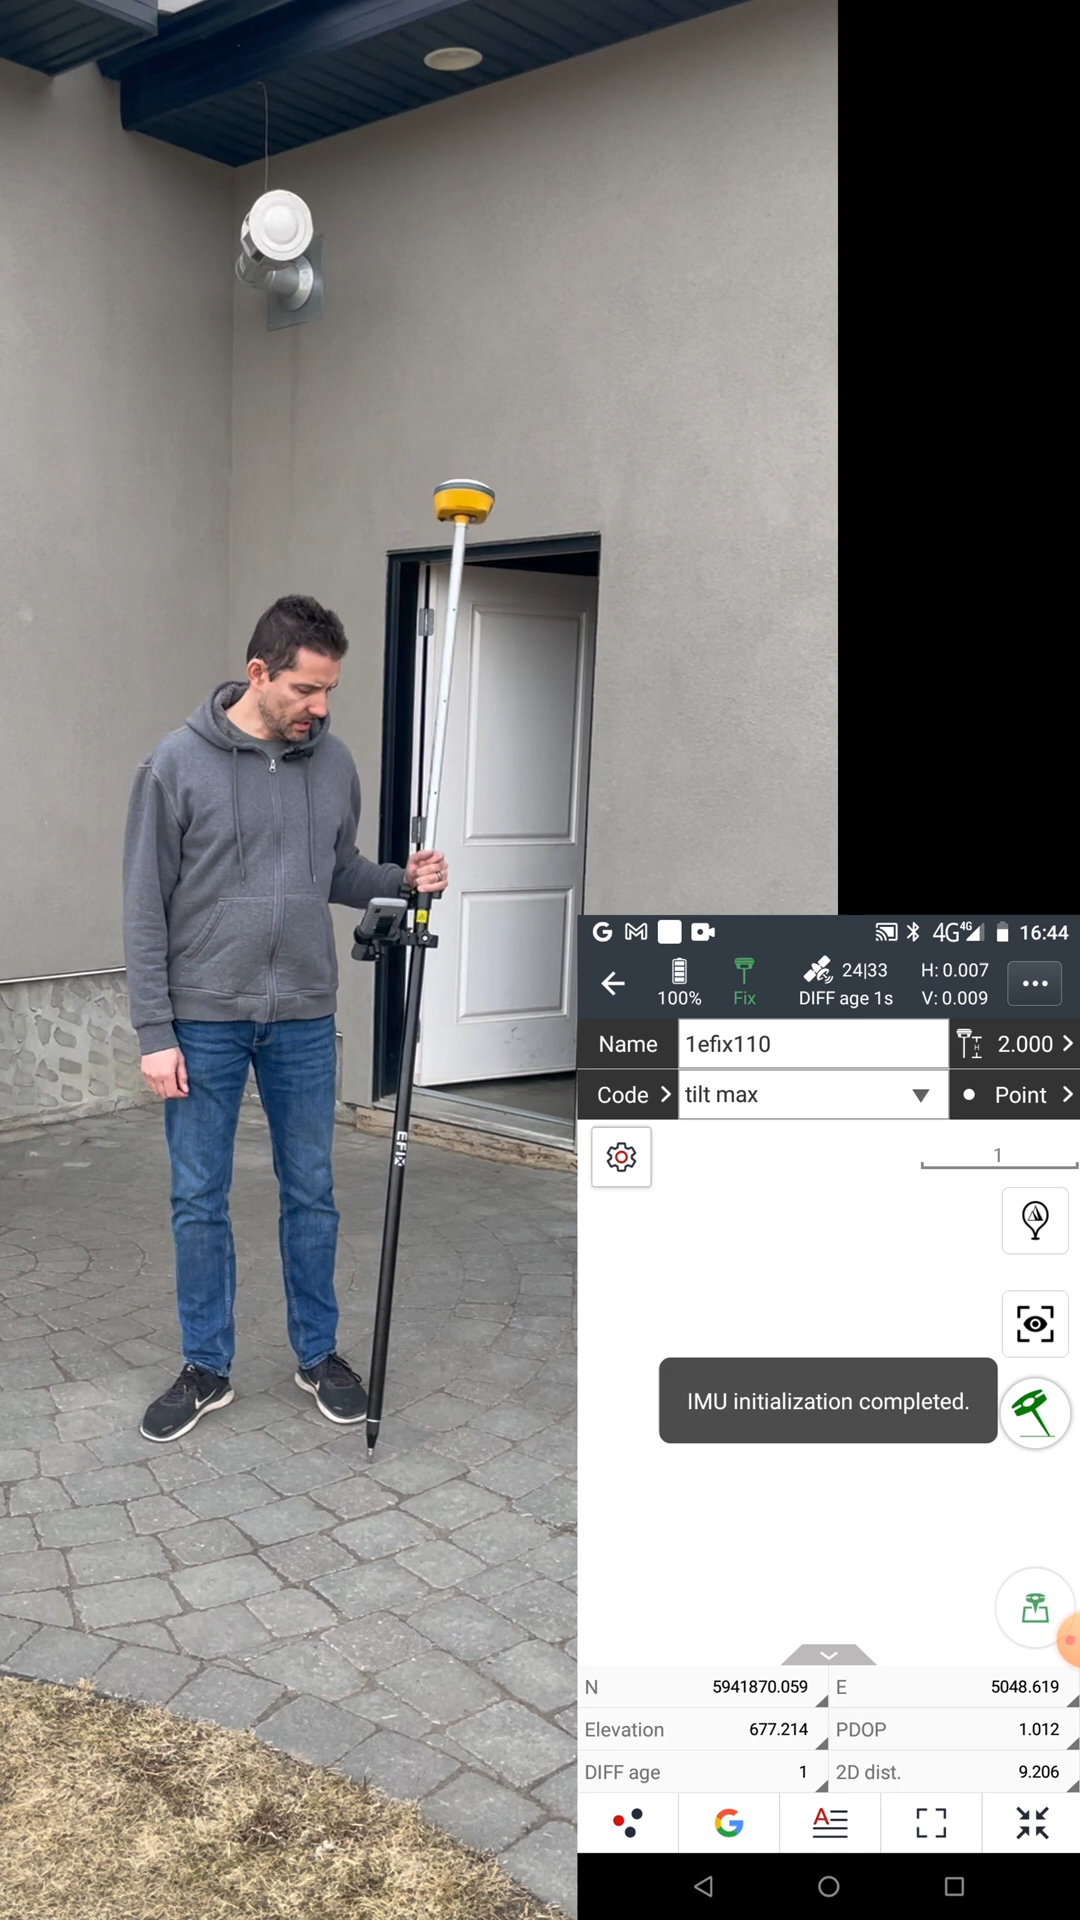 EFIX
16:44
4G 4G
100%
Fix
24|33
DIFF age 1s
H: 0.007
V: 0.009
Name
1efix110
2.000
Code
tilt max
Point
1
IMU initialization completed.
N 5941870.059 E 5048.619
Elevation 677.214 PDOP 1.012
DIFF age 1 2D dist. 9.206